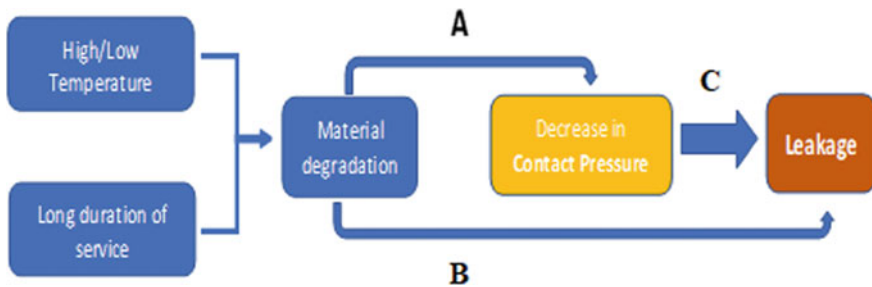 High/Low
Temperature
Long duration of
service
Material
degradation
A
Decrease in
Contact Pressure
B
C
Leakage